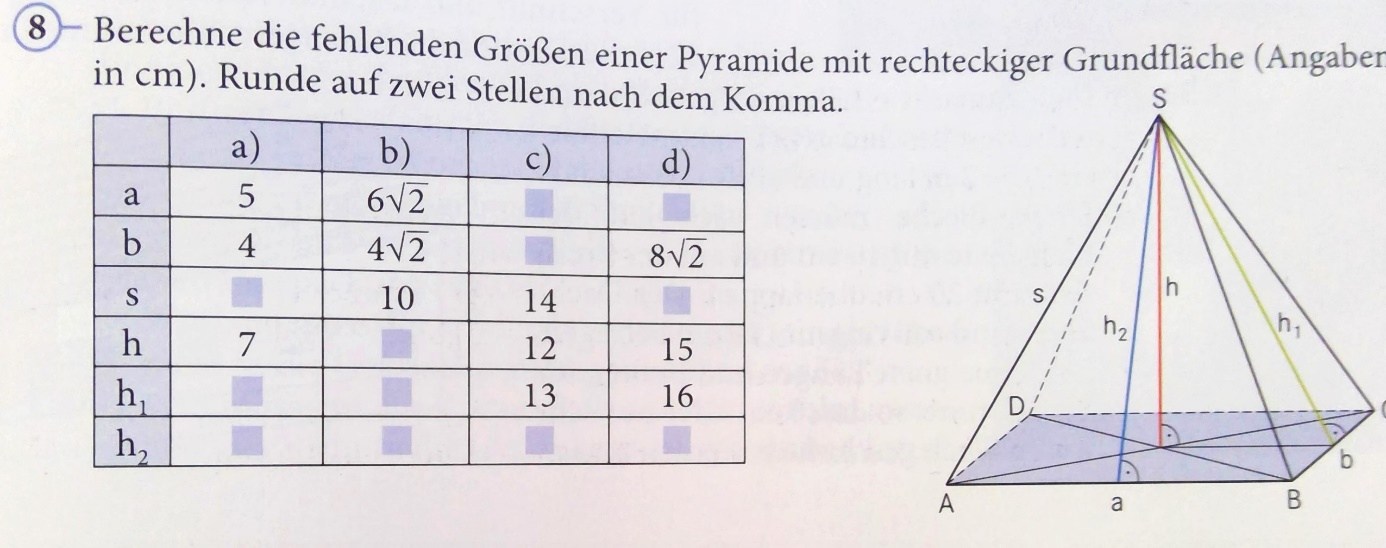 8 Berechne die fehlenden Größen einer Pyramide mit rechteckiger Grundfläche (Angaben
in cm). Runde auf zwei Stellen nach dem Komma.
a) b) c) d)
a 5 6√2
b 4 4√2 8√2
s 10 14
h 7 12 15
h₁ 13 16
h₂
S
s h₂ h h₁
D C
b
A a B